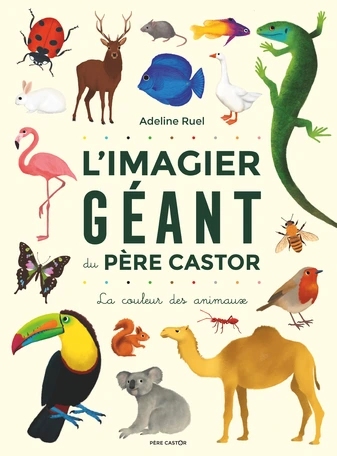 Adeline Ruel
L'IMAGIER
GÉANT
du PÈRE CASTOR
La couleur des animaux
PÈRE CASTOR